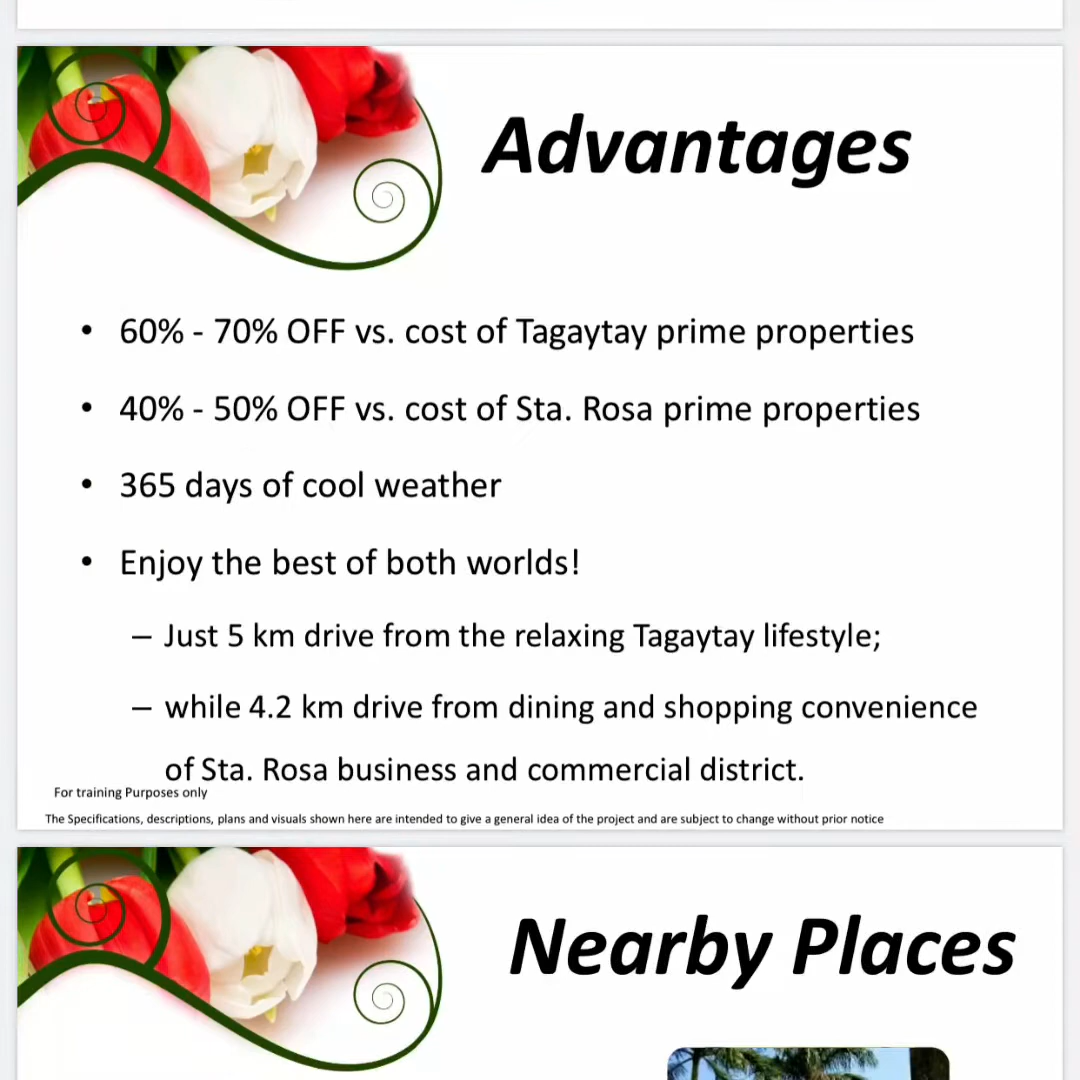 Advantages
• 60% - 70% OFF vs. cost of Tagaytay prime properties
• 40% - 50% OFF vs. cost of Sta. Rosa prime properties
• 365 days of cool weather
• Enjoy the best of both worlds!
– Just 5 km drive from the relaxing Tagaytay lifestyle;
– while 4.2 km drive from dining and shopping convenience
of Sta. Rosa business and commercial district.
For training Purposes only
The Specifications, descriptions, plans and visuals shown here are intended to give a general idea of the project and are subject to change without prior notice
Nearby Places